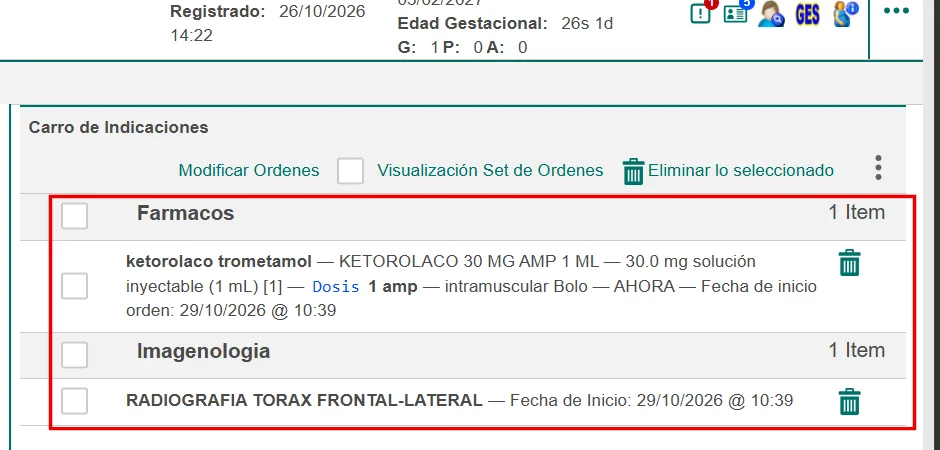 Registrado: 26/10/2026
14:22
Edad Gestacional: 26s 1d
G: 1 P: 0 A: 0
1
5
GES
Carro de Indicaciones
Modificar Ordenes Visualización Set de Ordenes Eliminar lo seleccionado
Farmacos 1 Item
ketorolaco trometamol — KETOROLACO 30 MG AMP 1 ML — 30.0 mg solución
inyectable (1 mL) [1] — Dosis 1 amp — intramuscular Bolo — AHORA — Fecha de inicio
orden: 29/10/2026 @ 10:39
Imagenologia 1 Item
RADIOGRAFIA TORAX FRONTAL-LATERAL — Fecha de Inicio: 29/10/2026 @ 10:39